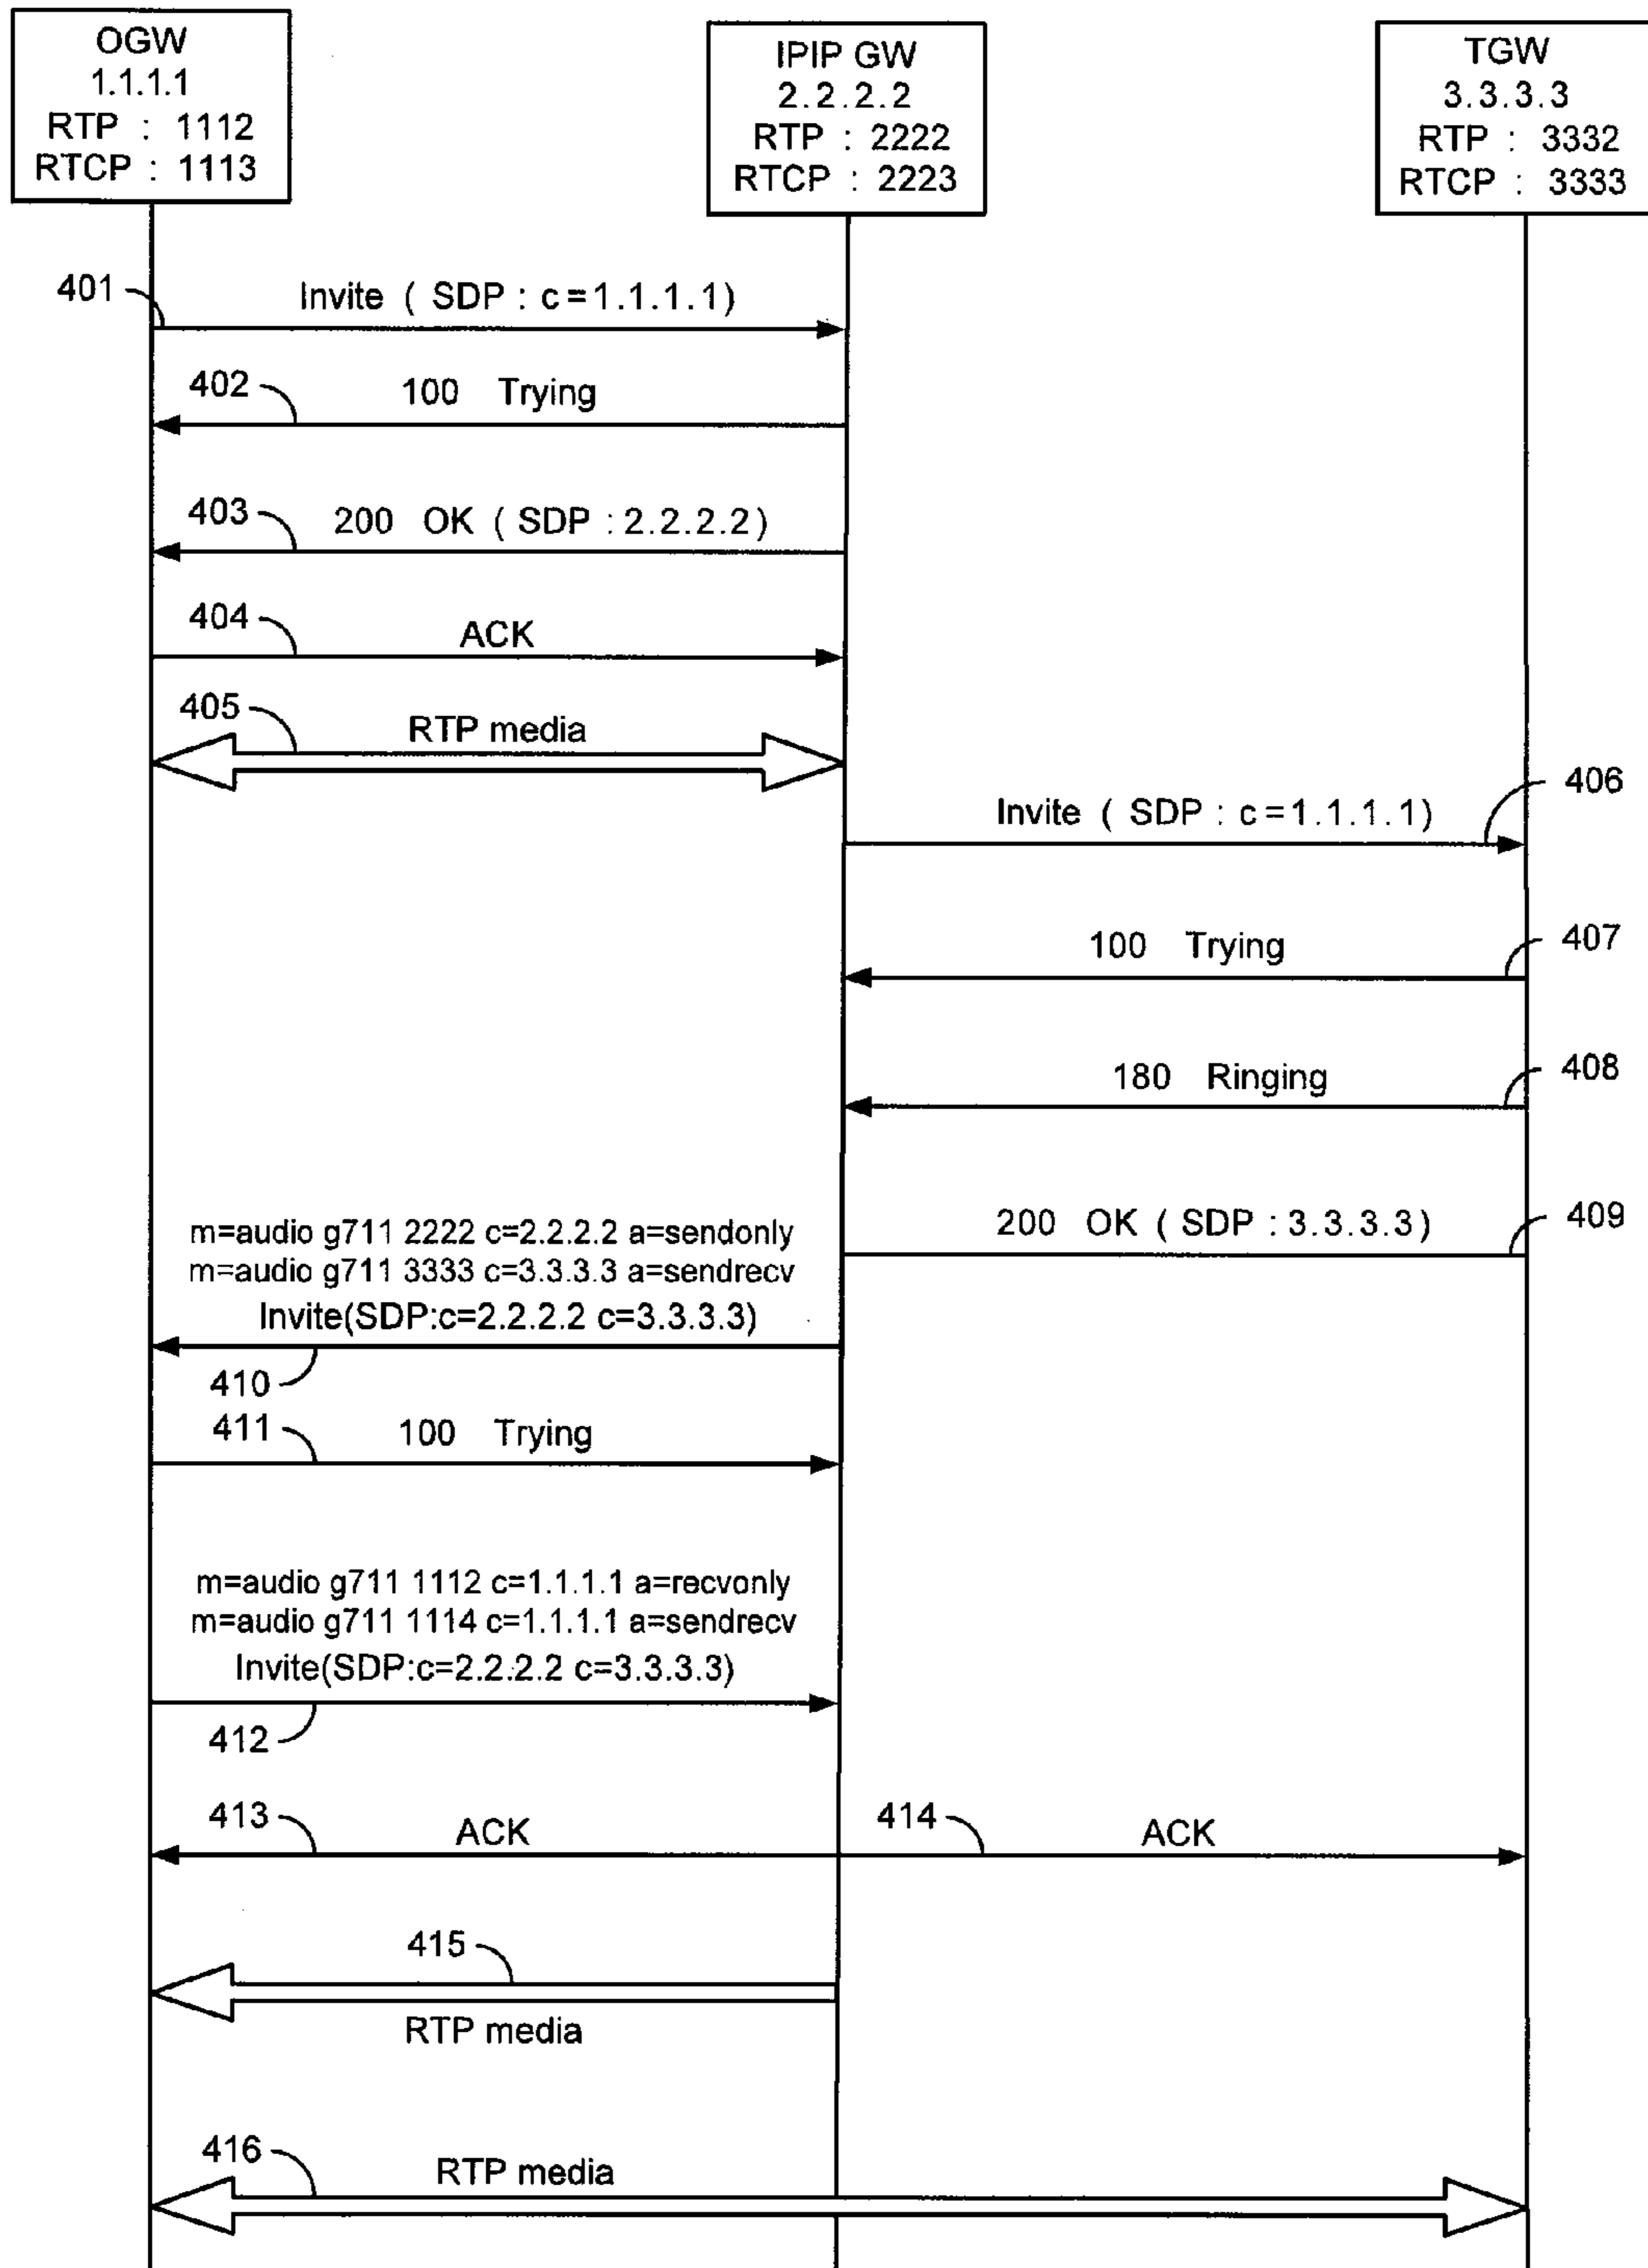 OGW
1.1.1.1
RTP : 1112
RTCP : 1113
IPIP GW
2.2.2.2
RTP : 2222
RTCP : 2223
TGW
3.3.3.3
RTP : 3332
RTCP : 3333
401
Invite ( SDP : c=1.1.1.1)
402
100 Trying
403
200 OK ( SDP : 2.2.2.2)
404
ACK
405
RTP media
406
Invite ( SDP : c=1.1.1.1)
407
100 Trying
408
180 Ringing
409
200 OK ( SDP : 3.3.3.3)
m=audio g711 2222 c=2.2.2.2 a=sendonly
m=audio g711 3333 c=3.3.3.3 a=sendrecv
Invite(SDP:c=2.2.2.2 c=3.3.3.3)
410
411
100 Trying
m=audio g711 1112 c=1.1.1.1 a=recvonly
m=audio g711 1114 c=1.1.1.1 a=sendrecv
Invite(SDP:c=2.2.2.2 c=3.3.3.3)
412
413
ACK
414
ACK
415
RTP media
416
RTP media